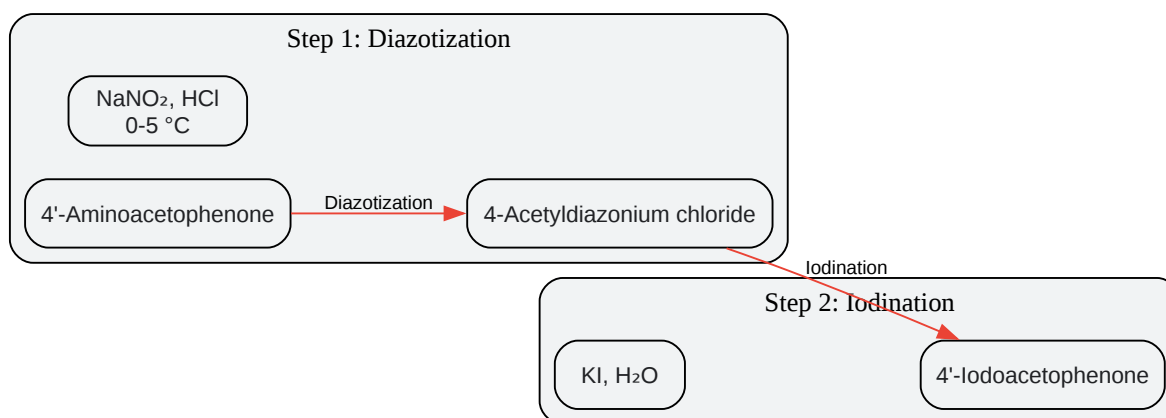 Step 1: Diazotization
NaNO₂, HCl
0-5 °C
4'-Aminoacetophenone
Diazotization
4-Acetyldiazonium chloride
Iodination
Step 2: Iodination
KI, H₂O
4'-Iodoacetophenone